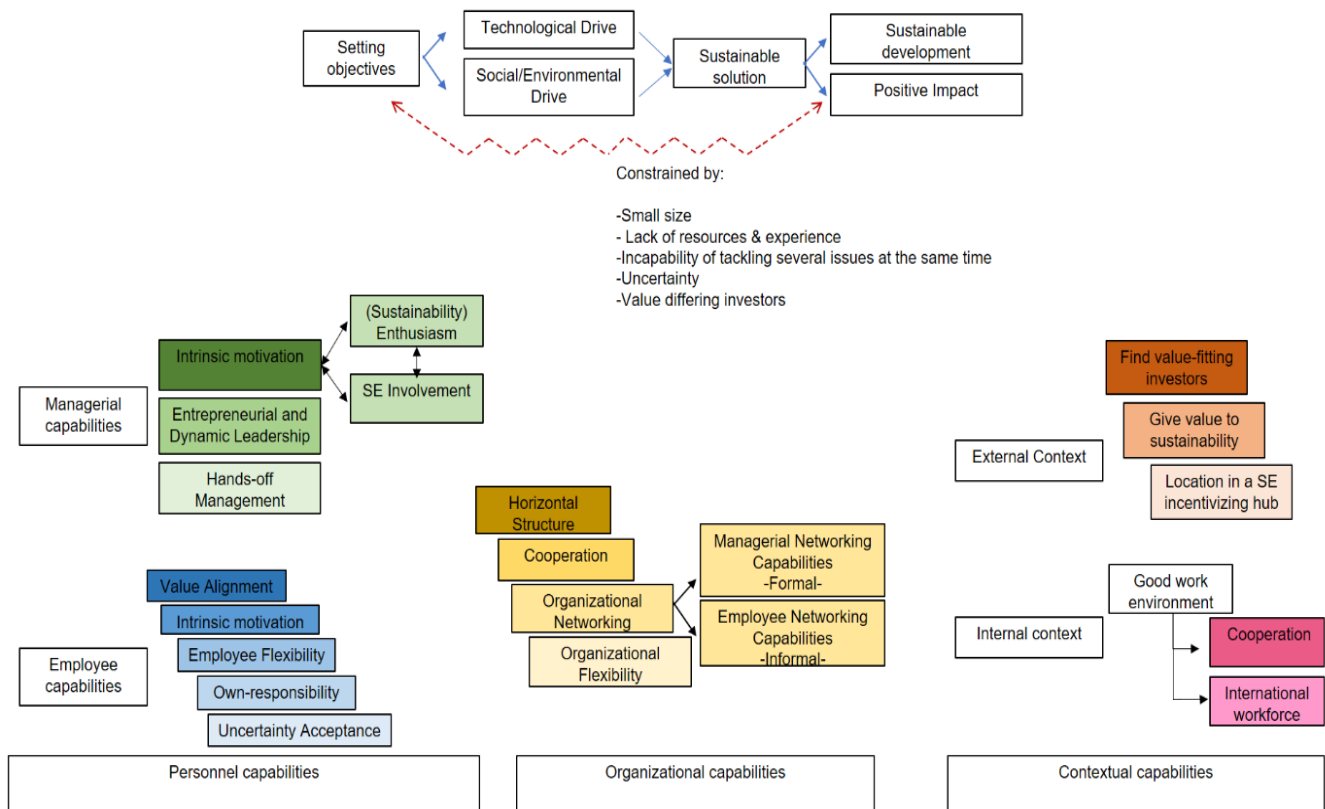 Setting
objectives
Technological Drive
Social/Environmental
Drive
Sustainable
solution
Sustainable
development
Positive Impact
Constrained by:
-Small size
- Lack of resources & experience
-Incapability of tackling several issues at the same time
-Uncertainty
-Value differing investors
Managerial
capabilities
Intrinsic motivation
Entrepreneurial and
Dynamic Leadership
Hands-off
Management
(Sustainability)
Enthusiasm
SE Involvement
Employee
capabilities
Value Alignment
Intrinsic motivation
Employee Flexibility
Own-responsibility
Uncertainty Acceptance
Personnel capabilities
Horizontal
Structure
Cooperation
Organizational
Networking
Organizational
Flexibility
Managerial Networking
Capabilities
-Formal-
Employee Networking
Capabilities
-Informal-
Organizational capabilities
External Context
Find value-fitting
investors
Give value to
sustainability
Location in a SE
incentivizing hub
Internal context
Good work
environment
Cooperation
International
workforce
Contextual capabilities